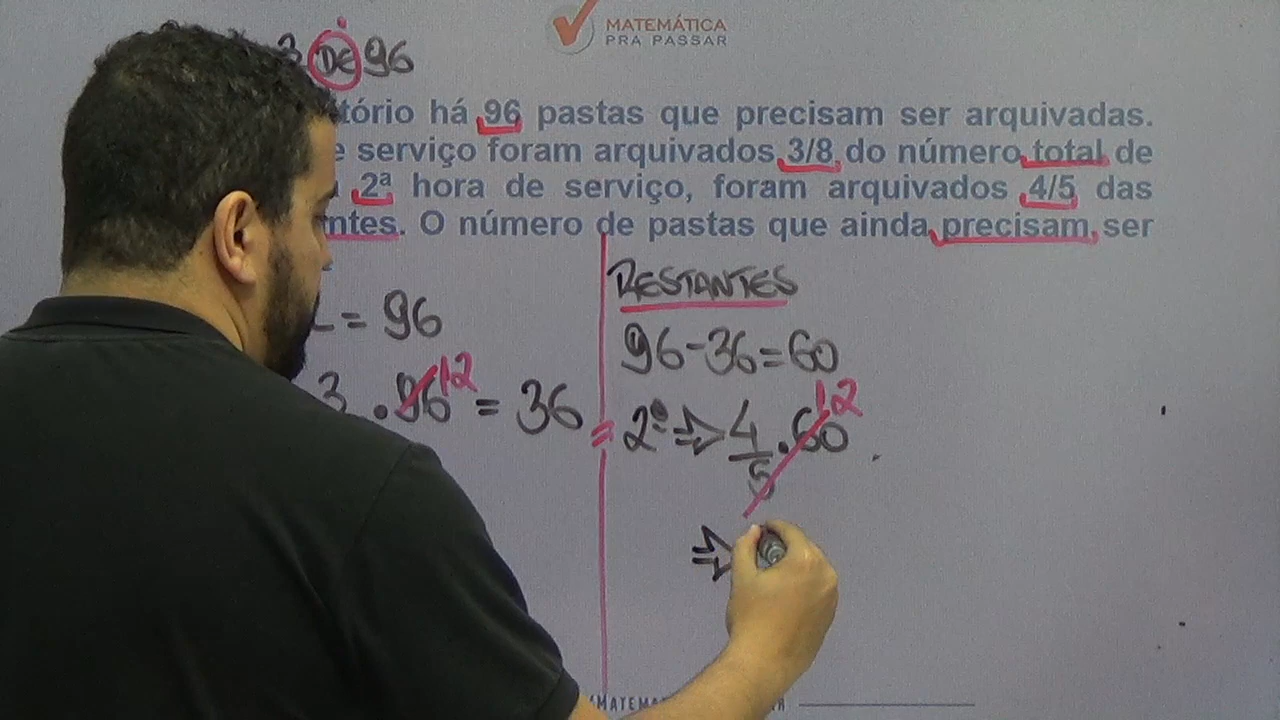 MATEMÁTICA
PRA PASSAR
3 DE 96
tório há 96 pastas que precisam ser arquivadas.
e serviço foram arquivados 3/8 do número total de
2ª hora de serviço, foram arquivados 4/5 das
ntes. O número de pastas que ainda precisam ser
= 96
3 . 96 12 = 36
RESTANTES
96-36=60
2ª ⇒ 4/5 . 60 12
⇒
MATEM